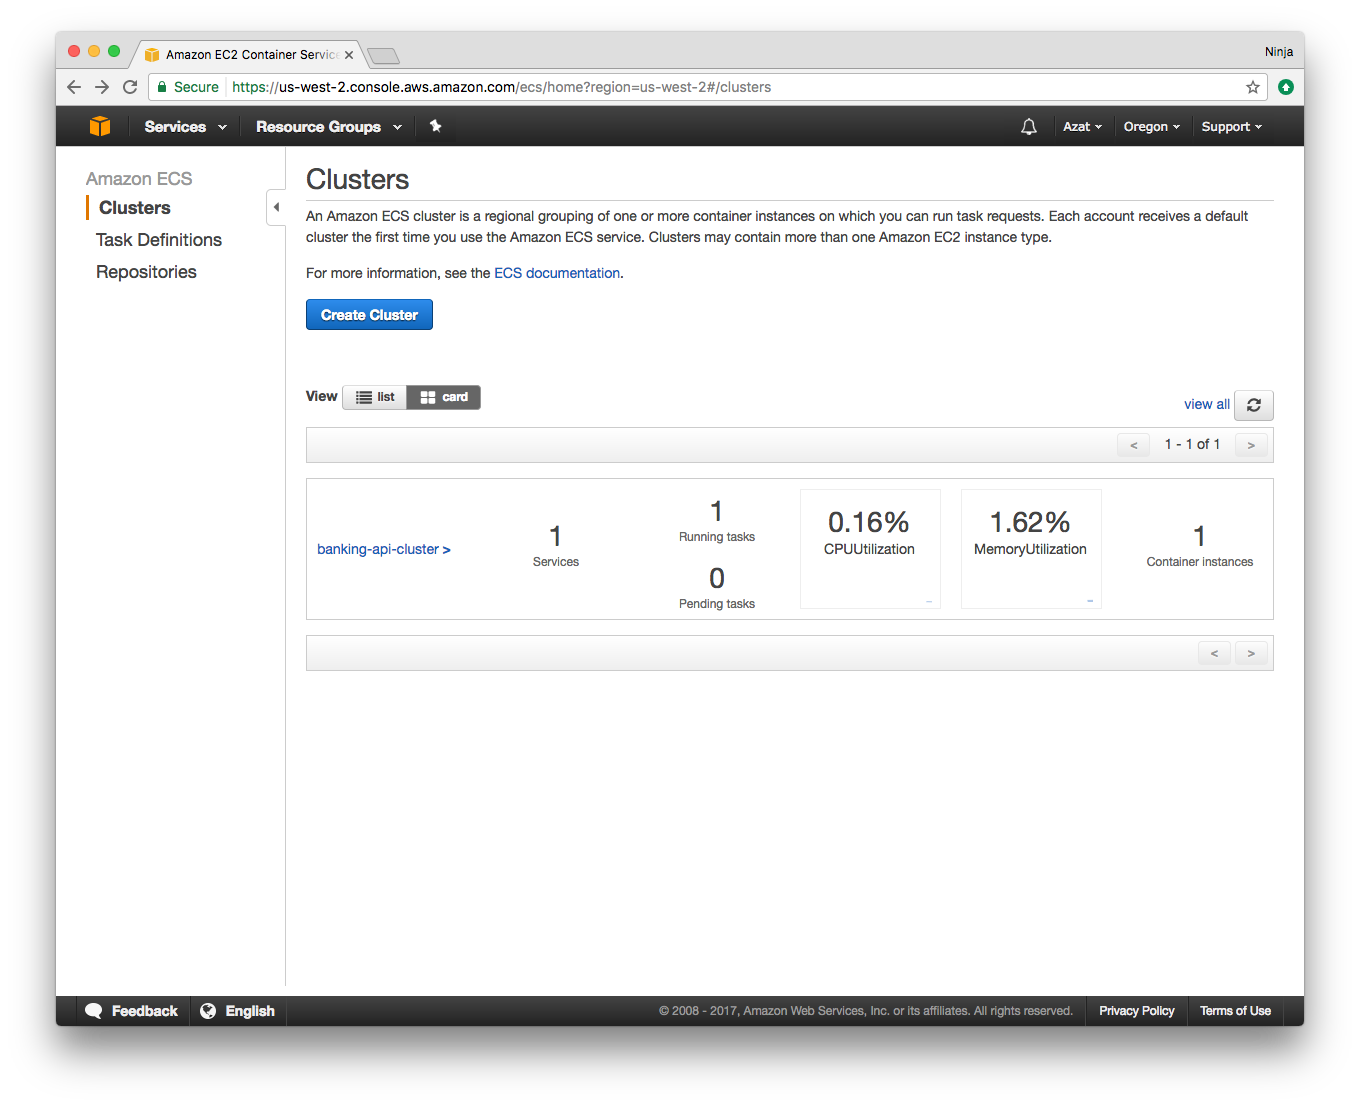 Amazon EC2 Container Service
Ninja
Secure
https://us-west-2.console.aws.amazon.com/ecs/home?region=us-west-2#/clusters
Services
Resource Groups
Azat
Oregon
Support
Amazon ECS
Clusters
Task Definitions
Repositories
Clusters
An Amazon ECS cluster is a regional grouping of one or more container instances on which you can run task requests. Each account receives a default
cluster the first time you use the Amazon ECS service. Clusters may contain more than one Amazon EC2 instance type.
For more information, see the ECS documentation.
Create Cluster
View
list
card
view all
< 1 - 1 of 1 >
banking-api-cluster >
1
Services
1
Running tasks
0
Pending tasks
0.16%
CPUUtilization
1.62%
MemoryUtilization
1
Container instances
< >
Feedback
English
© 2008 - 2017, Amazon Web Services, Inc. or its affiliates. All rights reserved.
Privacy Policy
Terms of Use